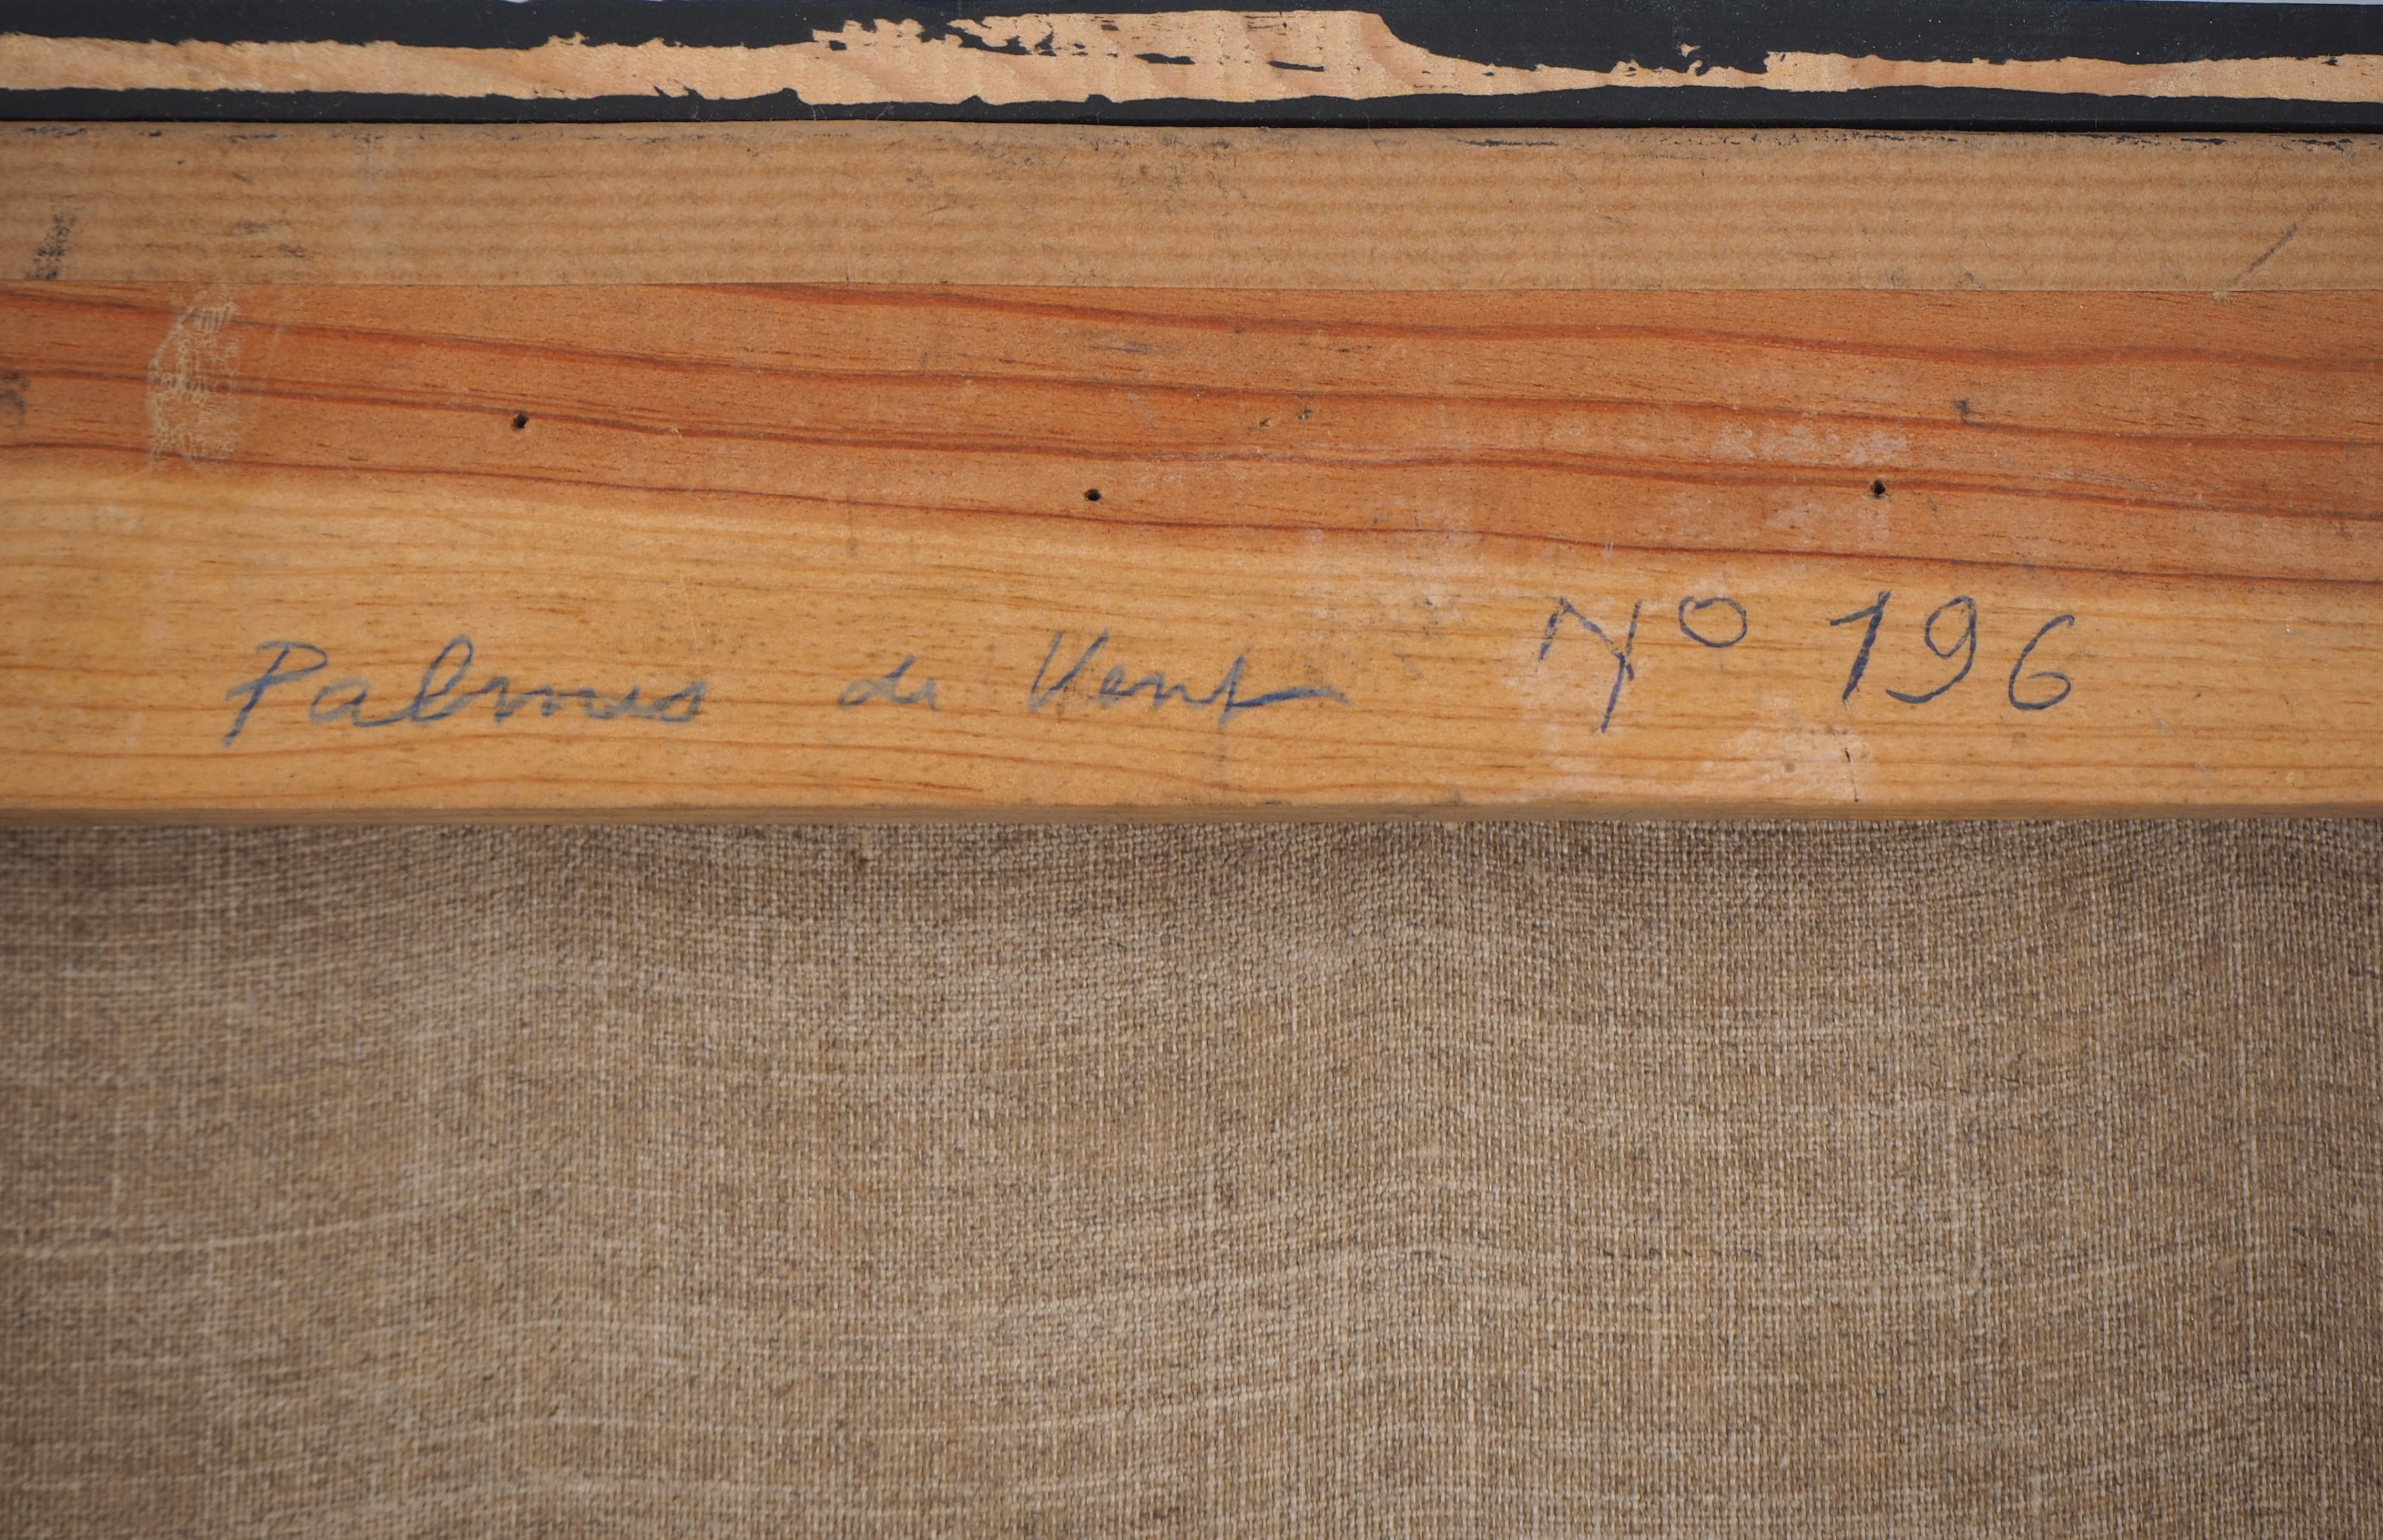 Palmes de Vent N° 196